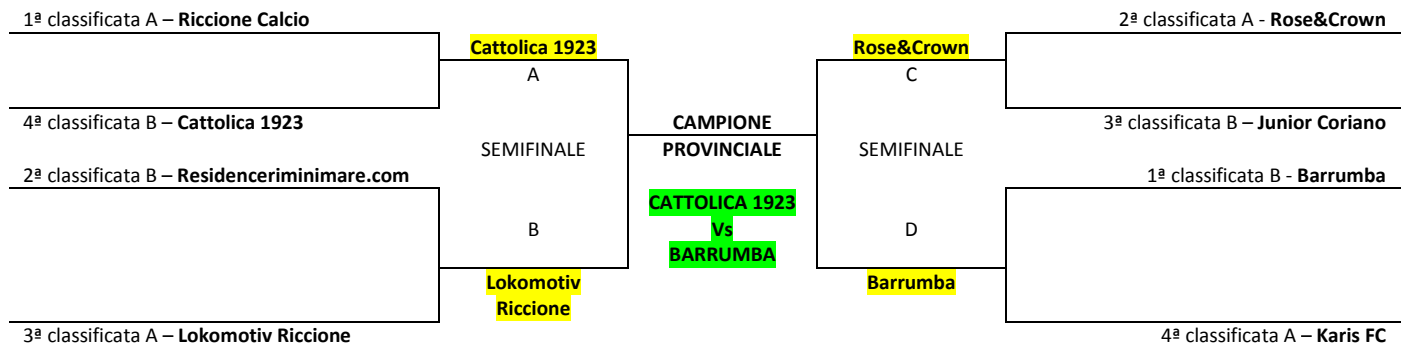 1ª classificata A – Riccione Calcio
2ª classificata A - Rose&Crown
Cattolica 1923
Rose&Crown
A
C
4ª classificata B – Cattolica 1923
CAMPIONE
3ª classificata B – Junior Coriano
SEMIFINALE
PROVINCIALE
SEMIFINALE
2ª classificata B – Residenceriminimare.com
1ª classificata B - Barrumba
CATTOLICA 1923
B
Vs
D
BARRUMBA
Lokomotiv
Riccione
Barrumba
3ª classificata A – Lokomotiv Riccione
4ª classificata A – Karis FC